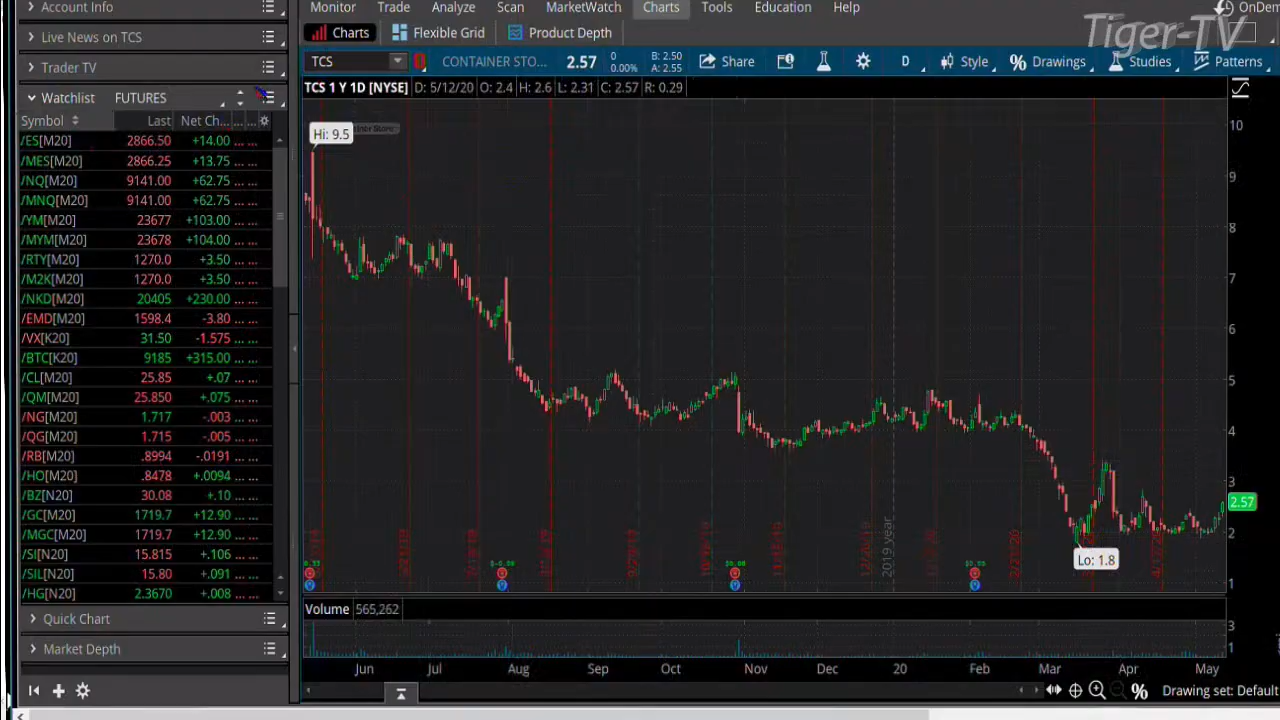 Account Info
Monitor Trade Analyze Scan MarketWatch Charts Tools Education Help
OnDem
Tiger-TV
Live News on TCS
Charts Flexible Grid Product Depth
Trader TV
TCS CONTAINER STO... 2.57 0 0.00% B: 2.50 A: 2.55 Share D Style Drawings Studies Patterns
Watchlist FUTURES
TCS 1 Y 1D [NYSE] D: 5/12/20 O: 2.4 H: 2.6 L: 2.31 C: 2.57 R: 0.29
Symbol Last Net Ch... ... ...
/ES[M20] 2866.50 +14.00 ... ...
/MES[M20] 2866.25 +13.75 ... ...
/NQ[M20] 9141.00 +62.75 ... ...
/MNQ[M20] 9141.00 +62.75 ... ...
/YM[M20] 23677 +103.00 ... ...
/MYM[M20] 23678 +104.00 ... ...
/RTY[M20] 1270.0 +3.50 ... ...
/M2K[M20] 1270.0 +3.50 ... ...
/NKD[M20] 20405 +230.00 ... ...
/EMD[M20] 1598.4 -3.80 ... ...
/VX[K20] 31.50 -1.575 ... ...
/BTC[K20] 9185 +315.00 ... ...
/CL[M20] 25.85 +.07 ... ...
/QM[M20] 25.850 +.075 ... ...
/NG[M20] 1.717 -.003 ... ...
/QG[M20] 1.715 -.005 ... ...
/RB[M20] .8994 -.0191 ... ...
/HO[M20] .8478 +.0094 ... ...
/BZ[N20] 30.08 +.10 ... ...
/GC[M20] 1719.7 +12.90 ... ...
/MGC[M20] 1719.7 +12.90 ... ...
/SI[N20] 15.815 +.106 ... ...
/SIL[N20] 15.80 +.091 ... ...
/HG[N20] 2.3670 +.008 ... ...
Quick Chart
Market Depth
Hi: 9.5
10
9
8
7
6
5
4
3
2.57
2
1
Lo: 1.8
2019 year
Volume 565,262
3
2
1
Jun Jul Aug Sep Oct Nov Dec 20 Feb Mar Apr May
Drawing set: Default